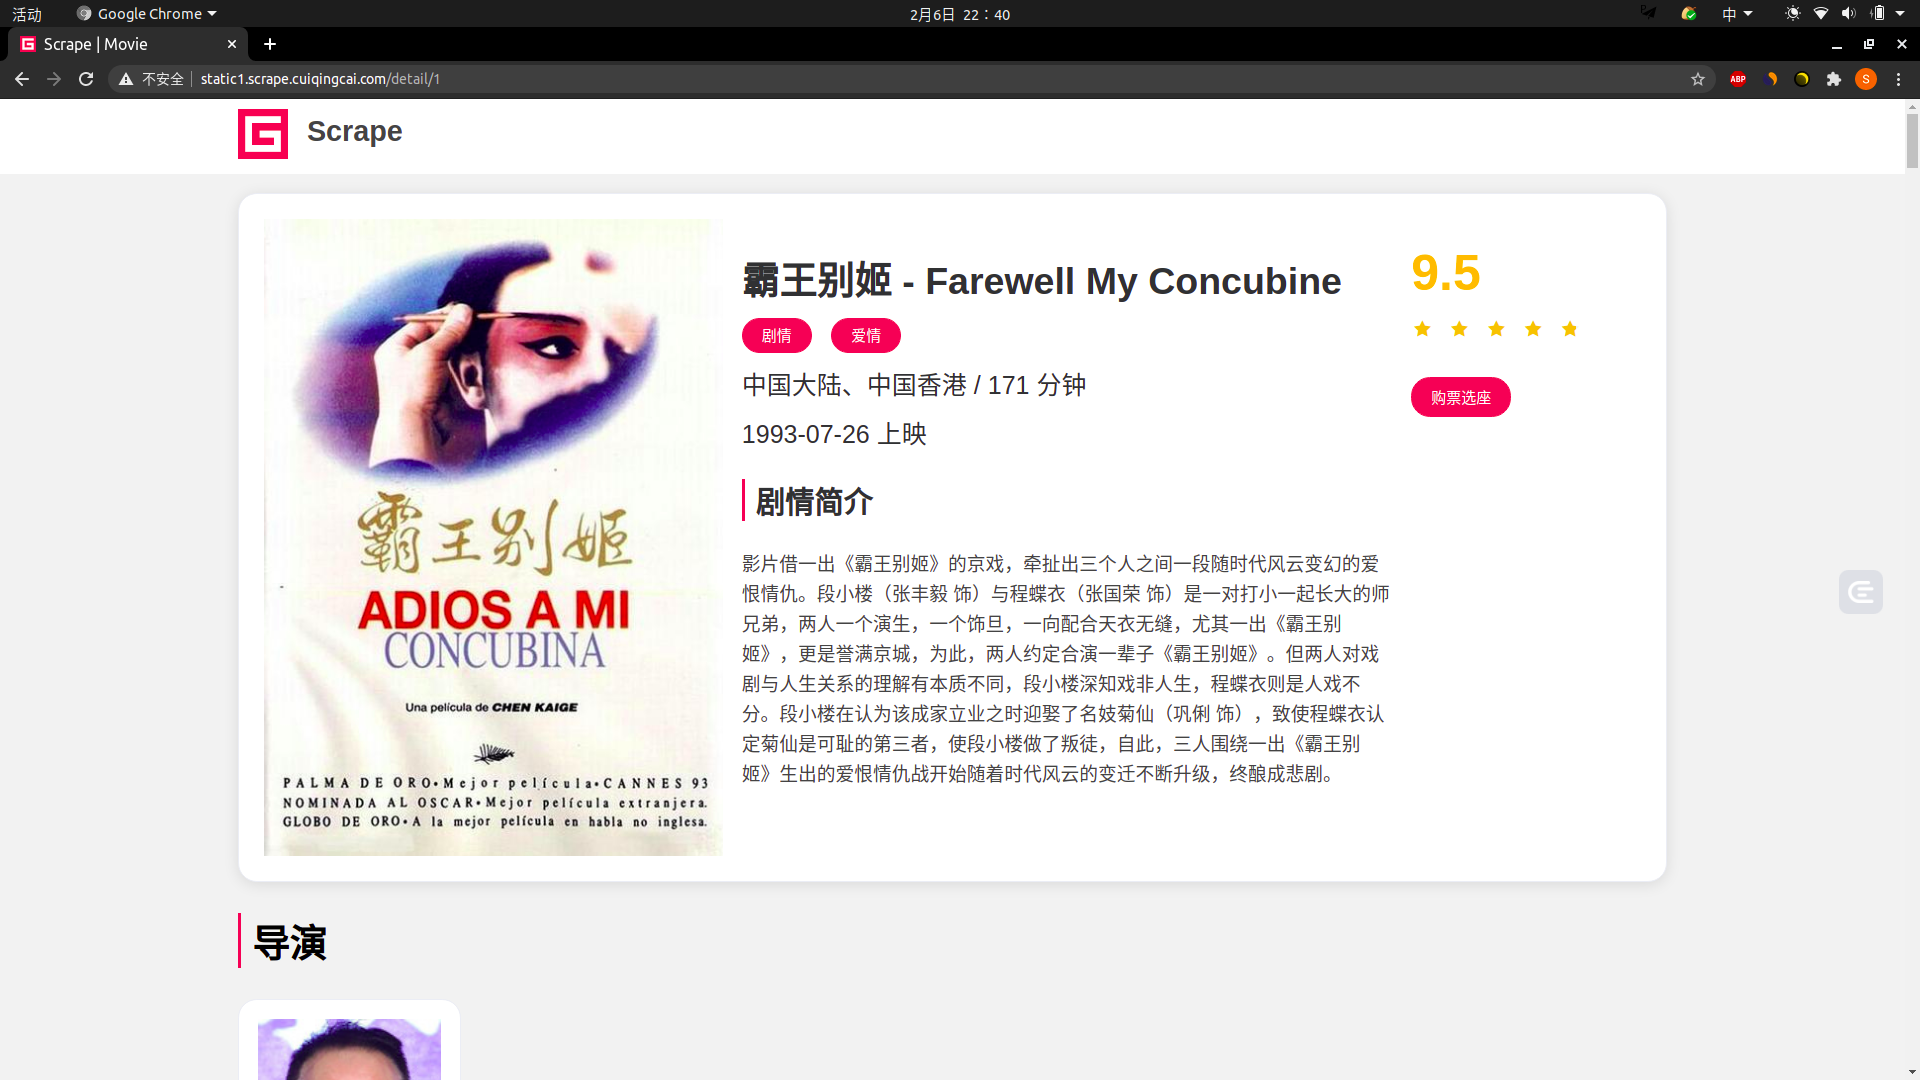 活动
Google Chrome
2月6日 22：40
中
Scrape | Movie
不安全
static1.scrape.cuiqingcai.com/detail/1
ABP
S
Scrape
霸王别姬
ADIOS A MI
CONCUBINA
Una película de CHEN KAIGE
PALMA DE ORO•Mejor película•CANNES 93
NOMINADA AL OSCAR•Mejor película extranjera.
GLOBO DE ORO•A la mejor película en habla no inglesa.
霸王别姬 - Farewell My Concubine
剧情
爱情
中国大陆、中国香港 / 171 分钟
1993-07-26 上映
剧情简介
影片借一出《霸王别姬》的京戏，牵扯出三个人之间一段随时代风云变幻的爱
恨情仇。段小楼（张丰毅 饰）与程蝶衣（张国荣 饰）是一对打小一起长大的师
兄弟，两人一个演生，一个饰旦，一向配合天衣无缝，尤其一出《霸王别
姬》，更是誉满京城，为此，两人约定合演一辈子《霸王别姬》。但两人对戏
剧与人生关系的理解有本质不同，段小楼深知戏非人生，程蝶衣则是人戏不
分。段小楼在认为该成家立业之时迎娶了名妓菊仙（巩俐 饰），致使程蝶衣认
定菊仙是可耻的第三者，使段小楼做了叛徒，自此，三人围绕一出《霸王别
姬》生出的爱恨情仇战开始随着时代风云的变迁不断升级，终酿成悲剧。
9.5
购票选座
导演